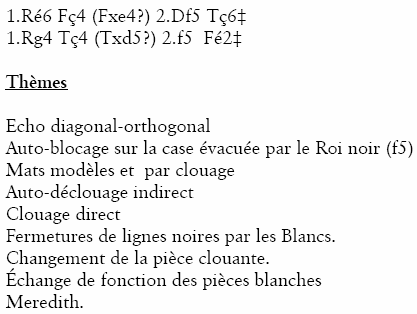 1.Ré6 Fç4 (Fxe4?) 2.Df5 Tç6‡
1.Rg4 Tç4 (Txd5?) 2.f5 Fé2‡
Thèmes
Echo diagonal-orthogonal
Auto-blocage sur la case évacuée par le Roi noir (f5)
Mats modèles et par clouage
Auto-déclouage indirect
Clouage direct
Fermetures de lignes noires par les Blancs.
Changement de la pièce clouante.
Échange de fonction des pièces blanches
Meredith.